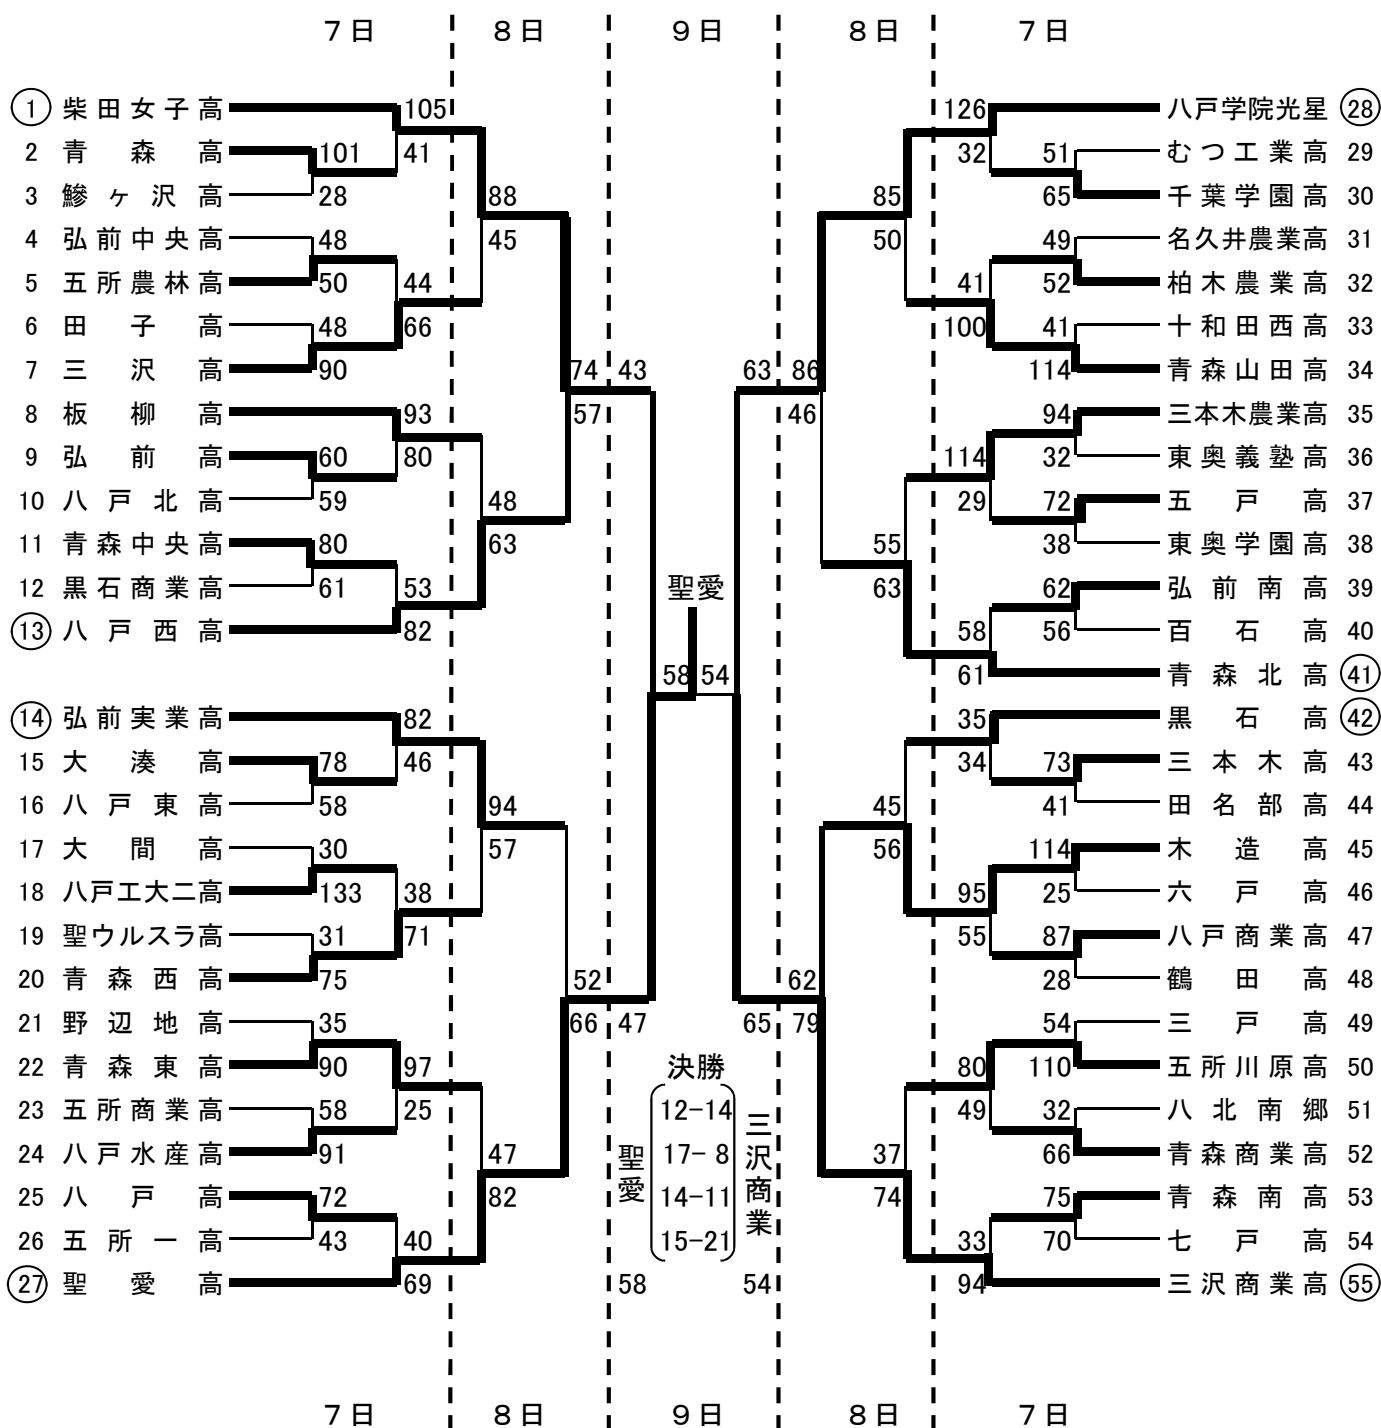 7日 8日 9日 8日 7日
① 柴田女子高 105
2 青森高 101 41
3 鰺ヶ沢高 28 88
4 弘前中央高 48 45
5 五所農林高 50 44
6 田子高 48 66
7 三沢高 90 74 43
8 板柳高 93 57
9 弘前高 60 80
10 八戸北高 59 48
11 青森中央高 80 63
12 黒石商業高 61 53
⑬ 八戸西高 82
⑭ 弘前実業高 82
15 大湊高 78 46
16 八戸東高 58 94
17 大間高 30 57
18 八戸工大二高 133 38
19 聖ウルスラ高 31 71
20 青森西高 75 52
21 野辺地高 35 66 47
22 青森東高 90 97
23 五所商業高 58 25
24 八戸水産高 91 47
25 八戸高 72 82
26 五所一高 43 40
㉗ 聖愛高 69
聖愛
58 54
決勝
聖愛
12-14
17- 8
14-11
15-21
三沢商業
58 54
126 八戸学院光星 ㉘
32 51 むつ工業高 29
85 65 千葉学園高 30
50 49 名久井農業高 31
41 52 柏木農業高 32
100 41 十和田西高 33
63 86 114 青森山田高 34
46 94 三本木農業高 35
114 32 東奥義塾高 36
29 72 五戸高 37
55 38 東奥学園高 38
63 62 弘前南高 39
58 56 百石高 40
61 青森北高 ㊶
35 黒石高 ㊷
34 73 三本木高 43
45 41 田名部高 44
56 114 木造高 45
95 25 六戸高 46
55 87 八戸商業高 47
62 28 鶴田高 48
65 79 54 三戸高 49
80 110 五所川原高 50
49 32 八北南郷 51
37 66 青森商業高 52
74 75 青森南高 53
33 70 七戸高 54
94 三沢商業高 55
7日 8日 9日 8日 7日